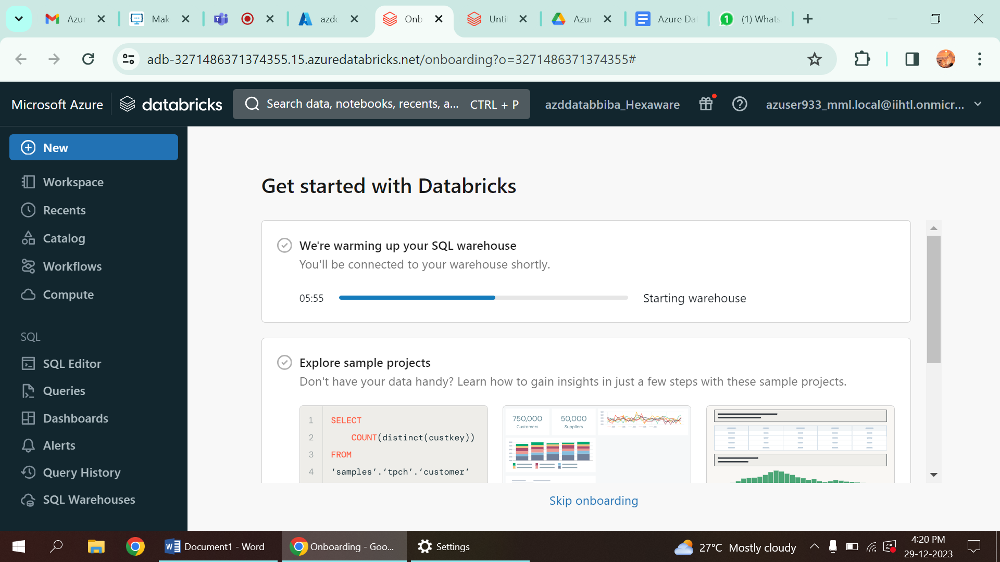 Azur
Mak
azdc
Onb
Unti
Azur
Azure Dat
1
(1) Whats
adb-3271486371374355.15.azuredatabricks.net/onboarding?o=3271486371374355#
Microsoft Azure
databricks
Search data, notebooks, recents, a... CTRL + P
azddatabbiba_Hexaware
azuser933_mml.local@iihtl.onmicr...
New
Workspace
Recents
Catalog
Workflows
Compute
SQL
SQL Editor
Queries
Dashboards
Alerts
Query History
SQL Warehouses
Get started with Databricks
We're warming up your SQL warehouse
You'll be connected to your warehouse shortly.
05:55 Starting warehouse
Explore sample projects
Don't have your data handy? Learn how to gain insights in just a few steps with these sample projects.
1 SELECT
2 COUNT(distinct(custkey))
3 FROM
4 ‘samples’.’tpch’.’customer’
750,000
Customers
50,000
Suppliers
Skip onboarding
Document1 - Word
Onboarding - Goo...
Settings
27°C Mostly cloudy
4:20 PM
29-12-2023